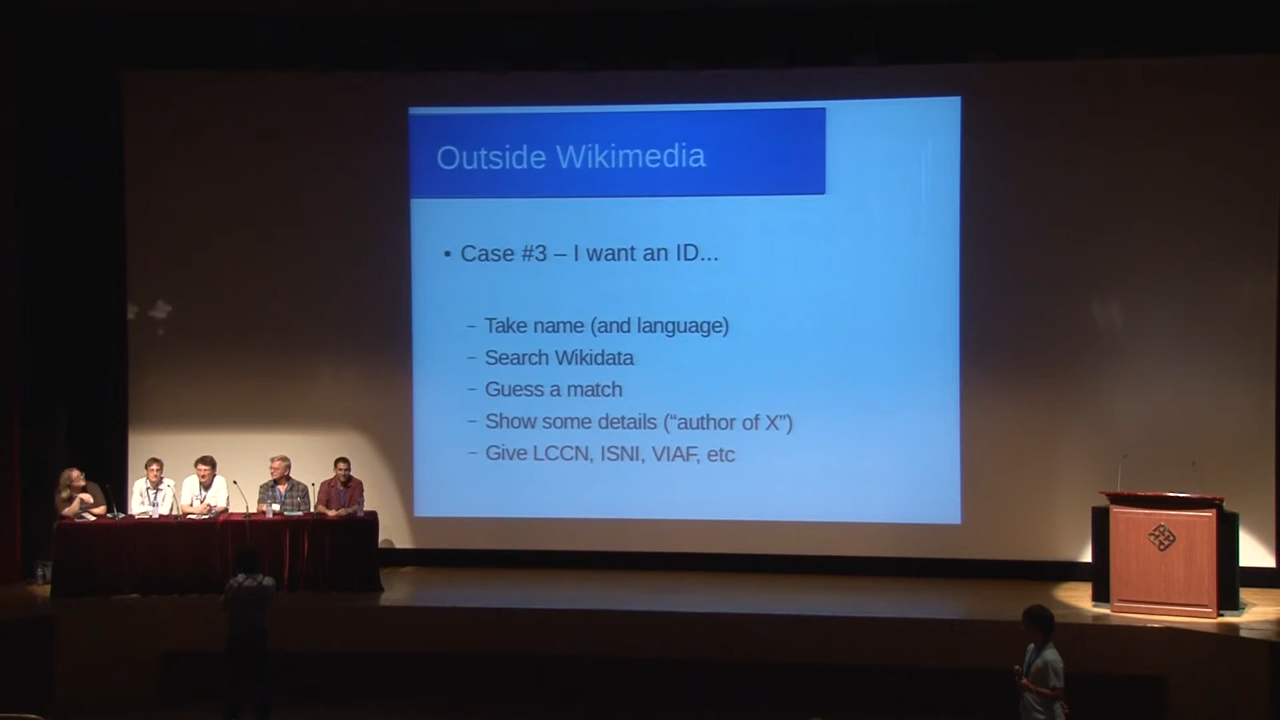 Outside Wikimedia
• Case #3 – I want an ID...
– Take name (and language)
– Search Wikidata
– Guess a match
– Show some details (“author of X”)
– Give LCCN, ISNI, VIAF, etc